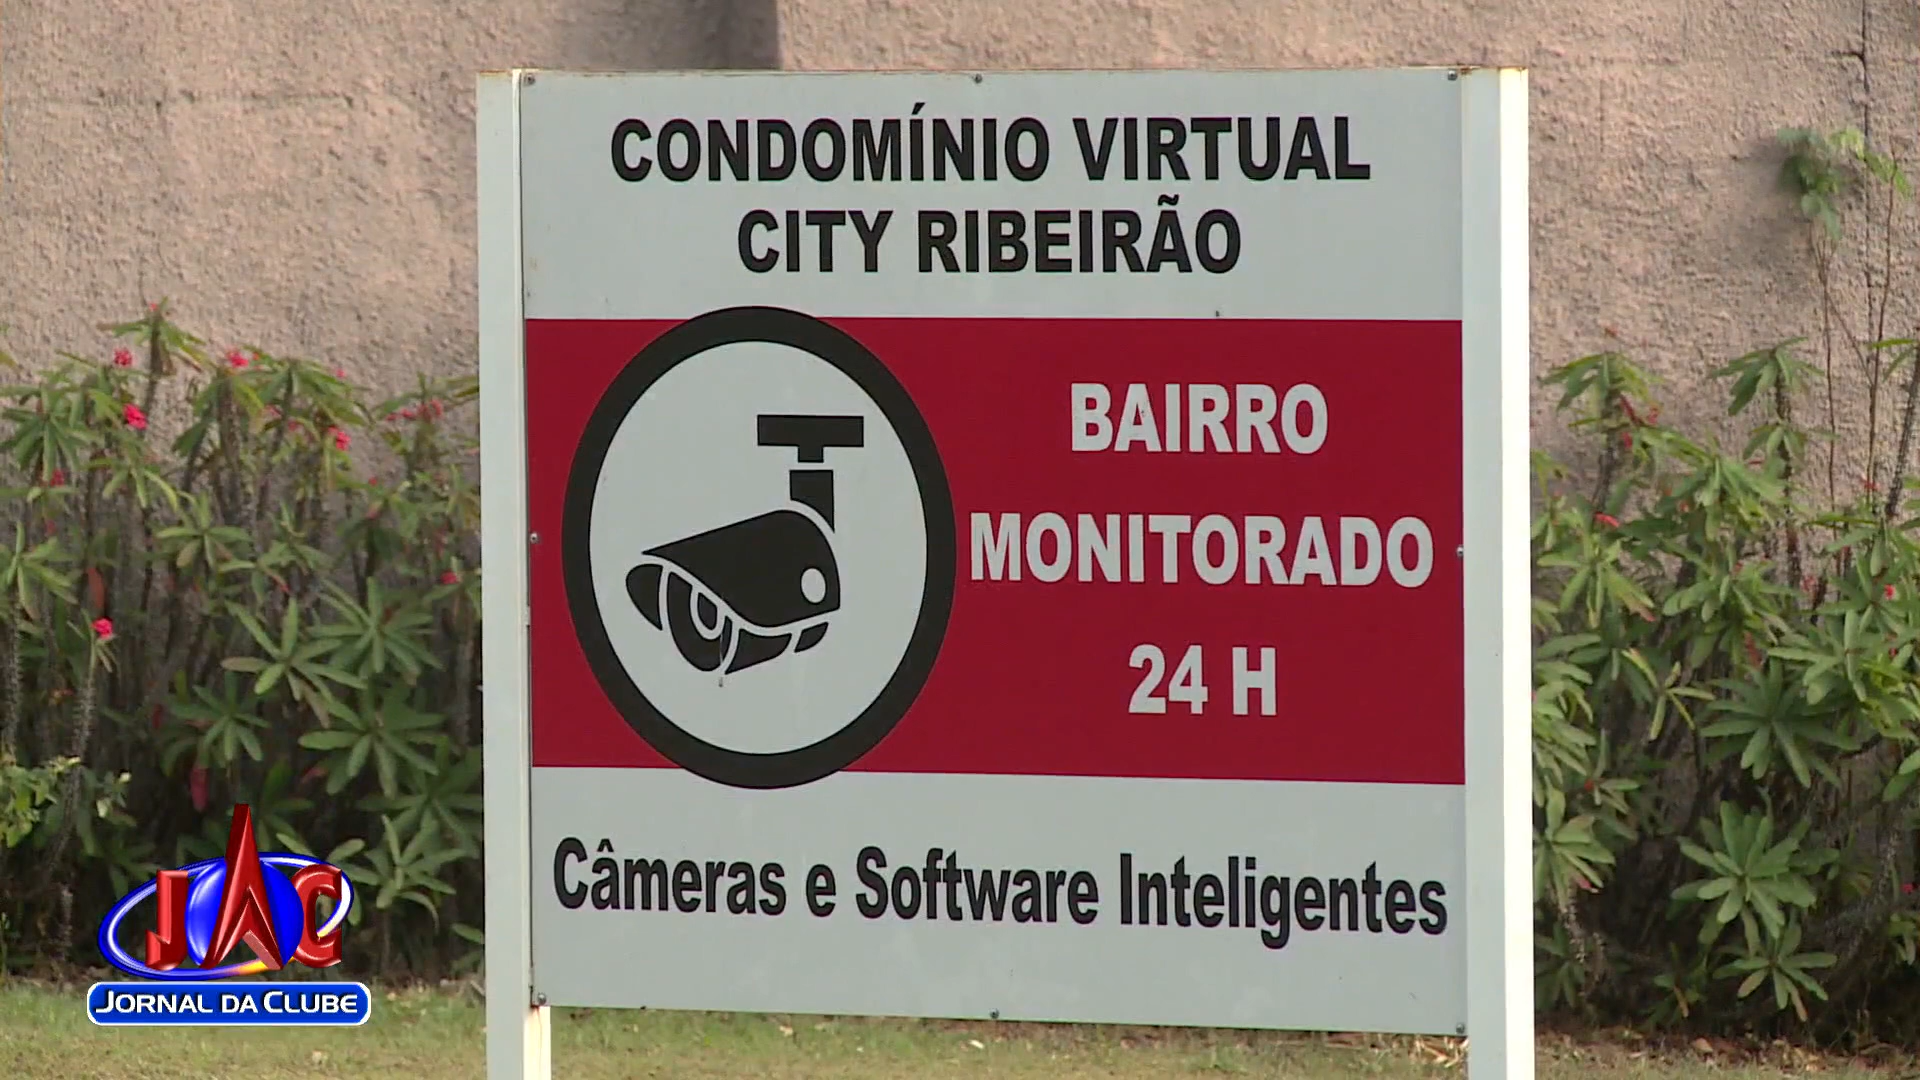 CONDOMÍNIO VIRTUAL
CITY RIBEIRÃO
BAIRRO
MONITORADO
24 H
Câmeras e Software Inteligentes
JAC
JORNAL DA CLUBE